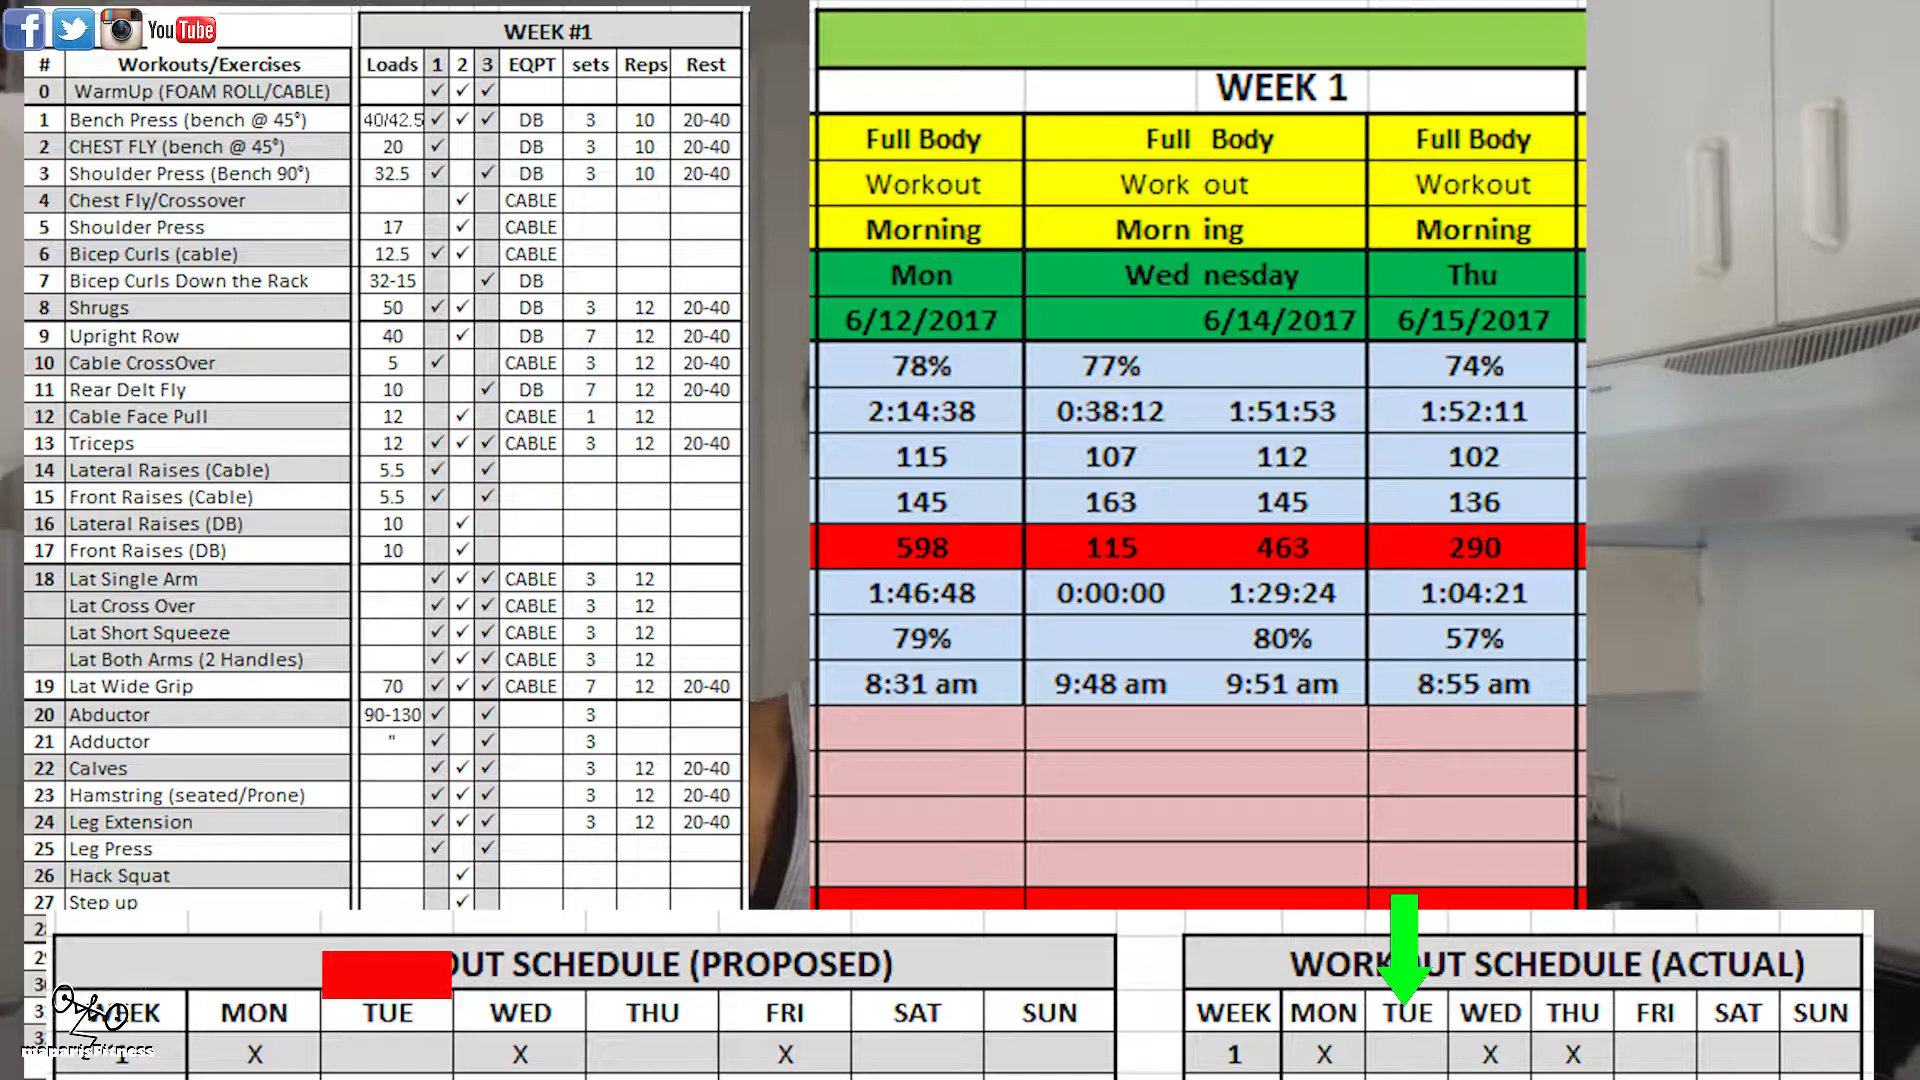 You Tube
WEEK #1
# Workouts/Exercises Loads 1 2 3 EQPT sets Reps Rest
0 WarmUp (FOAM ROLL/CABLE) ✓ ✓ ✓
1 Bench Press (bench @ 45°) 40/42.5 ✓ ✓ ✓ DB 3 10 20-40
2 CHEST FLY (bench @ 45°) 20 ✓ DB 3 10 20-40
3 Shoulder Press (Bench 90°) 32.5 ✓ ✓ DB 3 10 20-40
4 Chest Fly/Crossover ✓ CABLE
5 Shoulder Press 17 ✓ CABLE
6 Bicep Curls (cable) 12.5 ✓ ✓ CABLE
7 Bicep Curls Down the Rack 32-15 ✓ DB
8 Shrugs 50 ✓ ✓ DB 3 12 20-40
9 Upright Row 40 ✓ DB 7 12 20-40
10 Cable CrossOver 5 ✓ CABLE 3 12 20-40
11 Rear Delt Fly 10 ✓ DB 7 12 20-40
12 Cable Face Pull 12 ✓ CABLE 1 12
13 Triceps 12 ✓ ✓ ✓ CABLE 3 12 20-40
14 Lateral Raises (Cable) 5.5 ✓ ✓
15 Front Raises (Cable) 5.5 ✓ ✓
16 Lateral Raises (DB) 10 ✓
17 Front Raises (DB) 10 ✓
18 Lat Single Arm ✓ ✓ ✓ CABLE 3 12
Lat Cross Over ✓ ✓ ✓ CABLE 3 12
Lat Short Squeeze ✓ ✓ ✓ CABLE 3 12
Lat Both Arms (2 Handles) ✓ ✓ ✓ CABLE 3 12
19 Lat Wide Grip 70 ✓ ✓ ✓ CABLE 7 12 20-40
20 Abductor 90-130 ✓ ✓ 3
21 Adductor " ✓ ✓ 3
22 Calves ✓ ✓ ✓ 3 12 20-40
23 Hamstring (seated/Prone) ✓ ✓ ✓ 3 12 20-40
24 Leg Extension ✓ ✓ ✓ 3 12 20-40
25 Leg Press ✓ ✓
26 Hack Squat ✓
27 Step up ✓
WEEK 1
Full Body Full Body Full Body
Workout Work out Workout
Morning Morn ing Morning
Mon Wed nesday Thu
6/12/2017 6/14/2017 6/15/2017
78% 77% 74%
2:14:38 0:38:12 1:51:53 1:52:11
115 107 112 102
145 163 145 136
598 115 463 290
1:46:48 0:00:00 1:29:24 1:04:21
79% 80% 57%
8:31 am 9:48 am 9:51 am 8:55 am
OUT SCHEDULE (PROPOSED)
MON TUE WED THU FRI SAT SUN
1 X X X
WORKOUT SCHEDULE (ACTUAL)
WEEK MON TUE WED THU FRI SAT SUN
1 X X X